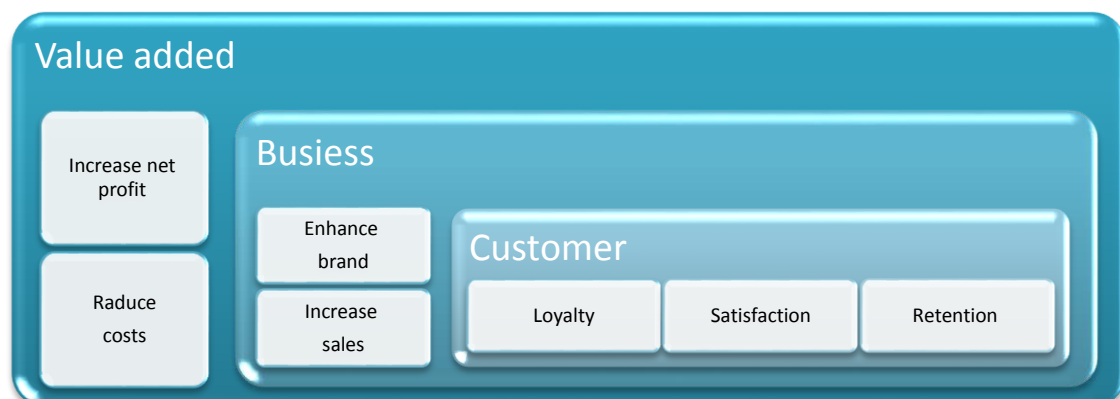 Value added
Increase net
profit
Raduce
costs
Busiess
Enhance
brand
Increase
sales
Customer
Loyalty
Satisfaction
Retention